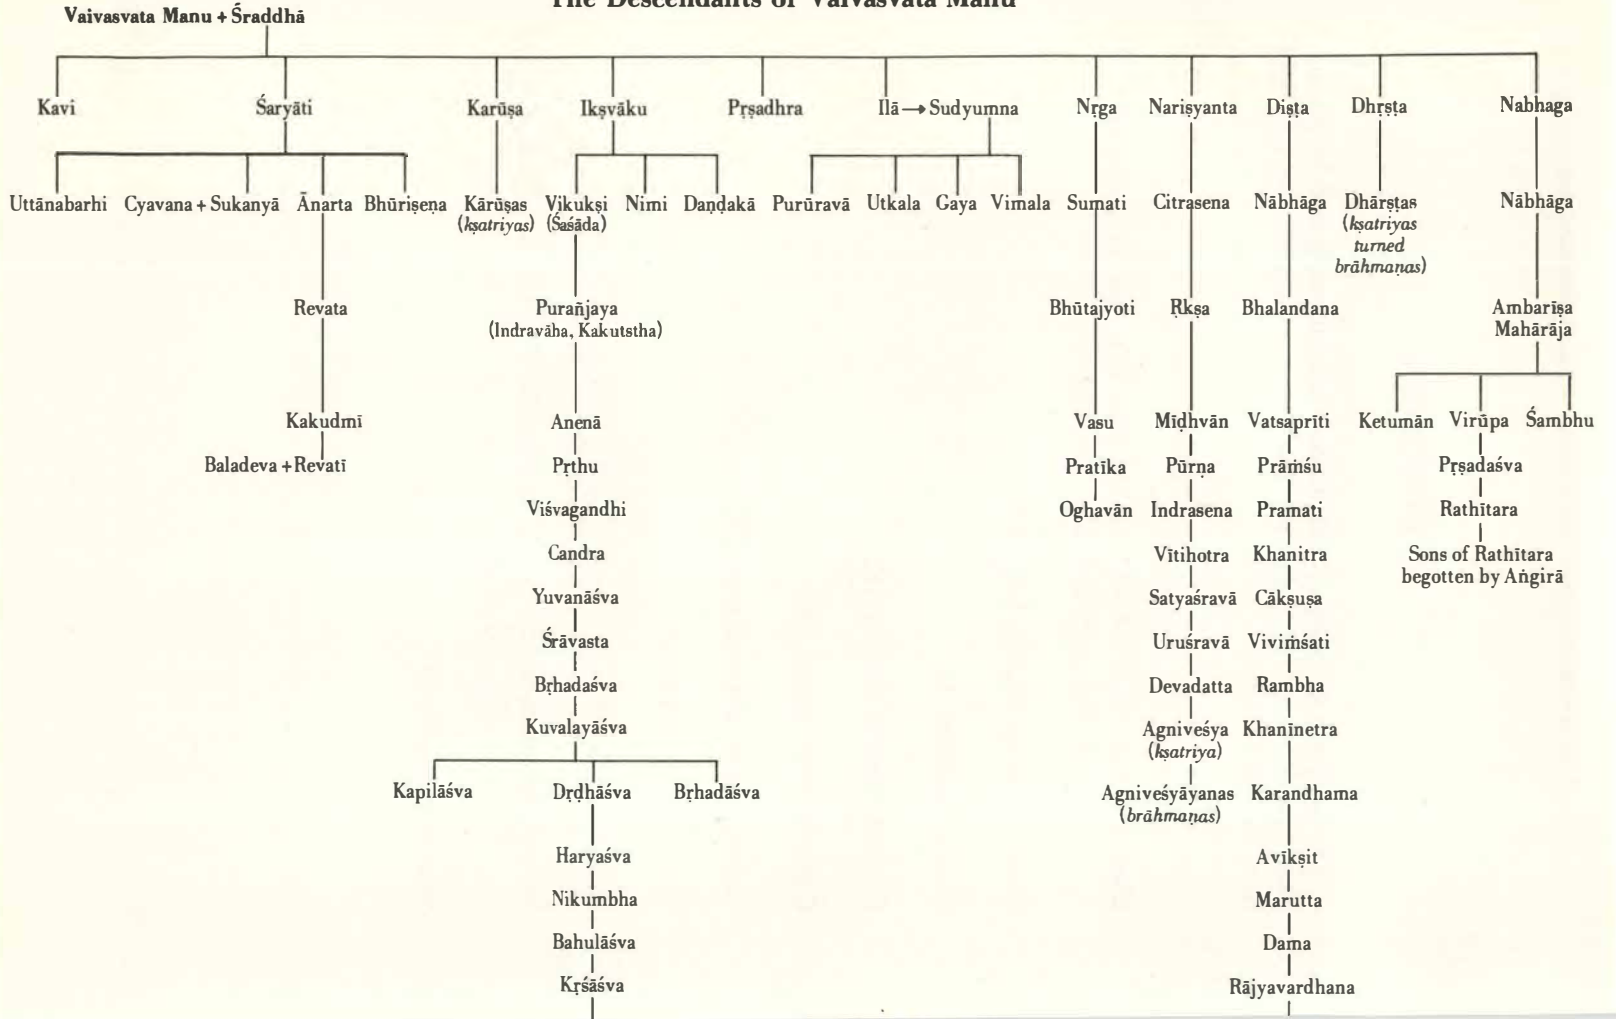 The Descendants of Vaivasvata Manu
Vaivasvata Manu + Śraddhā
Kavi Śaryāti Karūṣa Ikṣvāku Pṛṣadhra Ilā → Sudyumna Nṛga Nariṣyanta Diṣṭa Dhṛṣṭa Nabhaga
Uttānabarhi Cyavana + Sukanyā Ānarta Bhūriṣeṇa Kārūṣas Vikukṣi Nimi Daṇḍakā Purūravā Utkala Gaya Vimala Sumati Citrasena Nābhāga Dhārṣṭas Nābhāga
(kṣatriyas) (Śaśāda) (kṣatriyas
turned
brāhmaṇas)
Revata Purañjaya Bhūtajyoti Ṛkṣa Bhalandana Ambarīṣa
(Indravāha, Kakutstha) Mahārāja
Kakudmī Anenā Vasu Mīḍhvān Vatsaprīti Ketumān Virūpa Śambhu
Baladeva + Revatī Pṛthu Pratīka Pūrṇa Prāṁśu Pṛṣadaśva
Viśvagandhi Oghavān Indrasena Pramati Rathītara
Candra Vītihotra Khanitra Sons of Rathītara
begotten by Aṅgirā
Yuvanāśva Satyaśravā Cākṣuṣa
Śrāvasta Uruśravā Viviṁśati
Bṛhadaśva Devadatta Rambha
Kuvalayāśva Agniveśya Khanīnetra
(kṣatriya)
Kapilāśva Dṛḍhāśva Bṛhadāśva Agniveśyāyanas Karandhama
(brāhmaṇas)
Haryaśva Avīkṣit
Nikumbha Marutta
Bahulāśva Dama
Kṛśāśva Rājyavardhana